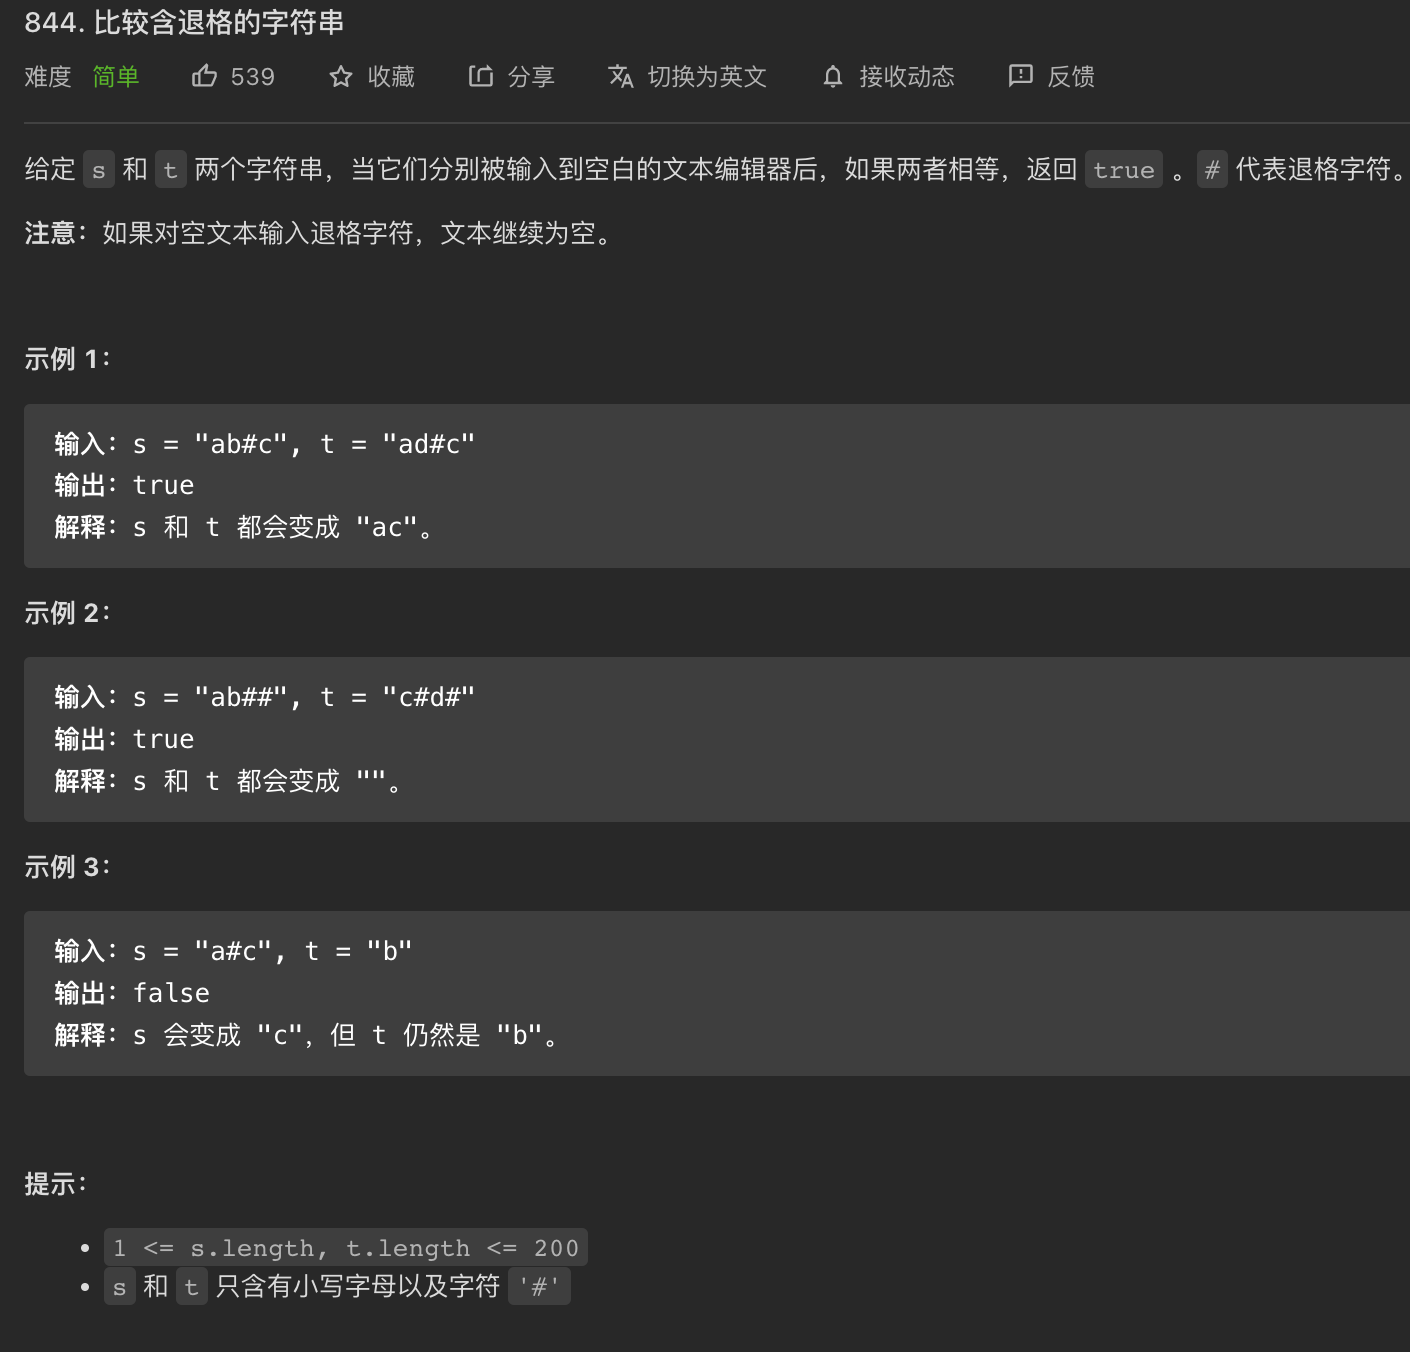 844. 比较含退格的字符串
难度 简单 539 收藏 分享 切换为英文 接收动态 反馈
给定 s 和 t 两个字符串，当它们分别被输入到空白的文本编辑器后，如果两者相等，返回 true 。# 代表退格字符。
注意：如果对空文本输入退格字符，文本继续为空。
示例 1：
输入：s = "ab#c", t = "ad#c"
输出：true
解释：s 和 t 都会变成 "ac"。
示例 2：
输入：s = "ab##", t = "c#d#"
输出：true
解释：s 和 t 都会变成 ""。
示例 3：
输入：s = "a#c", t = "b"
输出：false
解释：s 会变成 "c"，但 t 仍然是 "b"。
提示：
• 1 <= s.length, t.length <= 200
• s 和 t 只含有小写字母以及字符 '#'